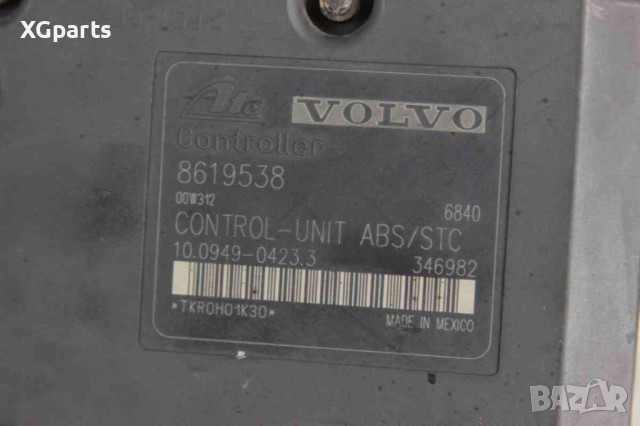 XGparts
Ate VOLVO
Controller
8619538
00W312 6840
CONTROL-UNIT ABS/STC
10.0949-0423.3 346982
*TKR0H01K30*
MADE IN MEXICO
BAZAR